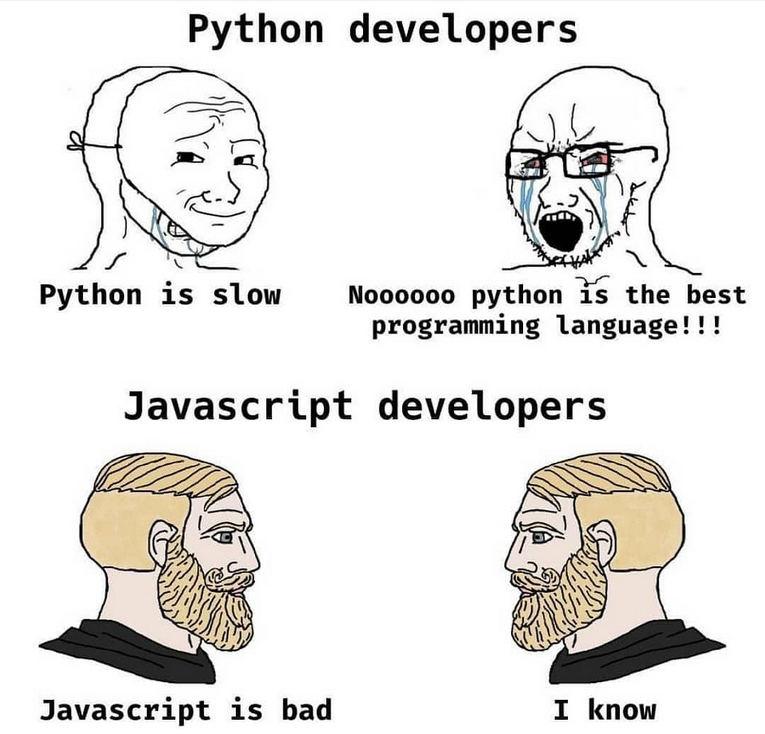 Python developers
Python is slow
Noooooo python is the best
programming language!!!
Javascript developers
Javascript is bad
I know